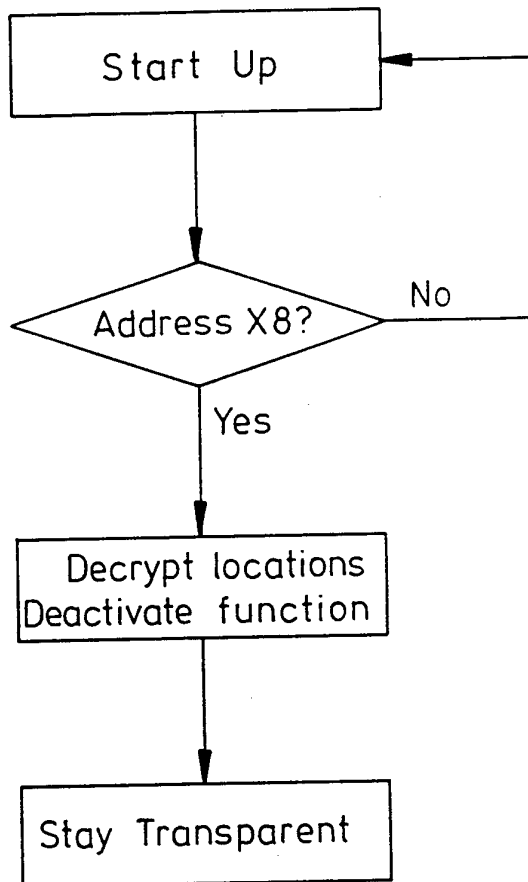 Start Up
Address X8?
No
Yes
Decrypt locations
Deactivate function
Stay Transparent